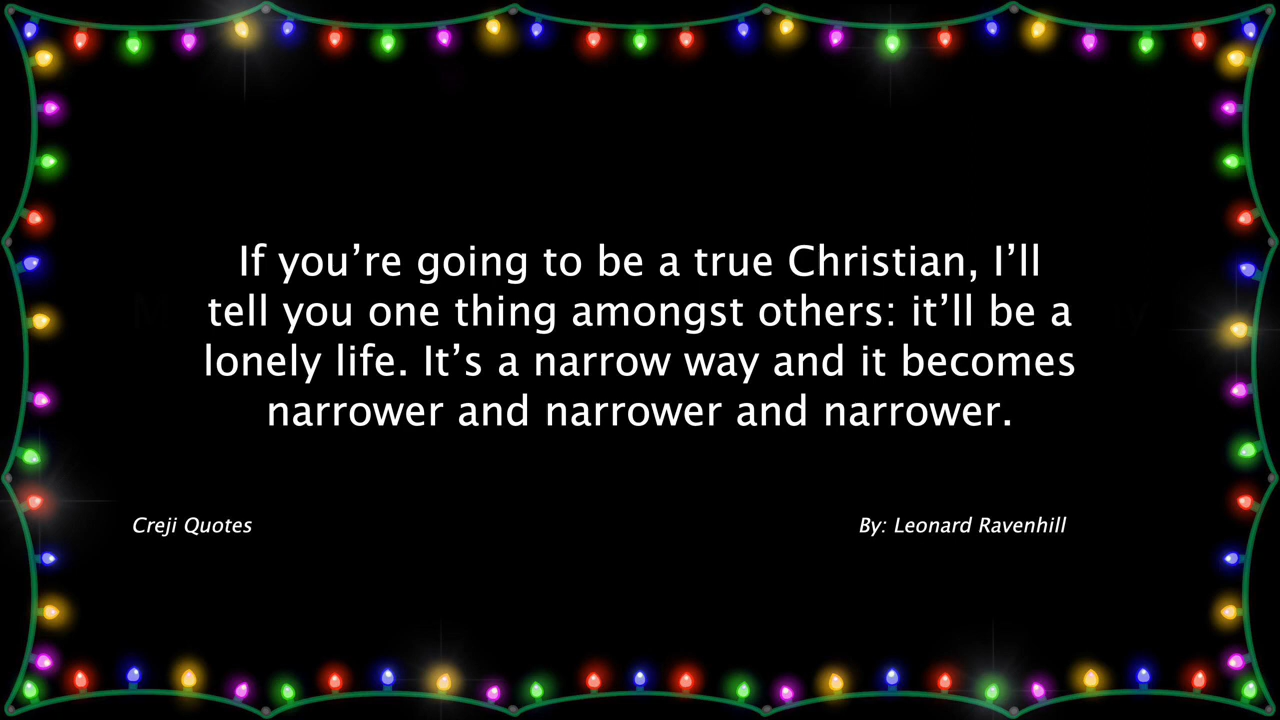 If you’re going to be a true Christian, I’ll
tell you one thing amongst others: it’ll be a
lonely life. It’s a narrow way and it becomes
narrower and narrower and narrower.
Creji Quotes
By: Leonard Ravenhill